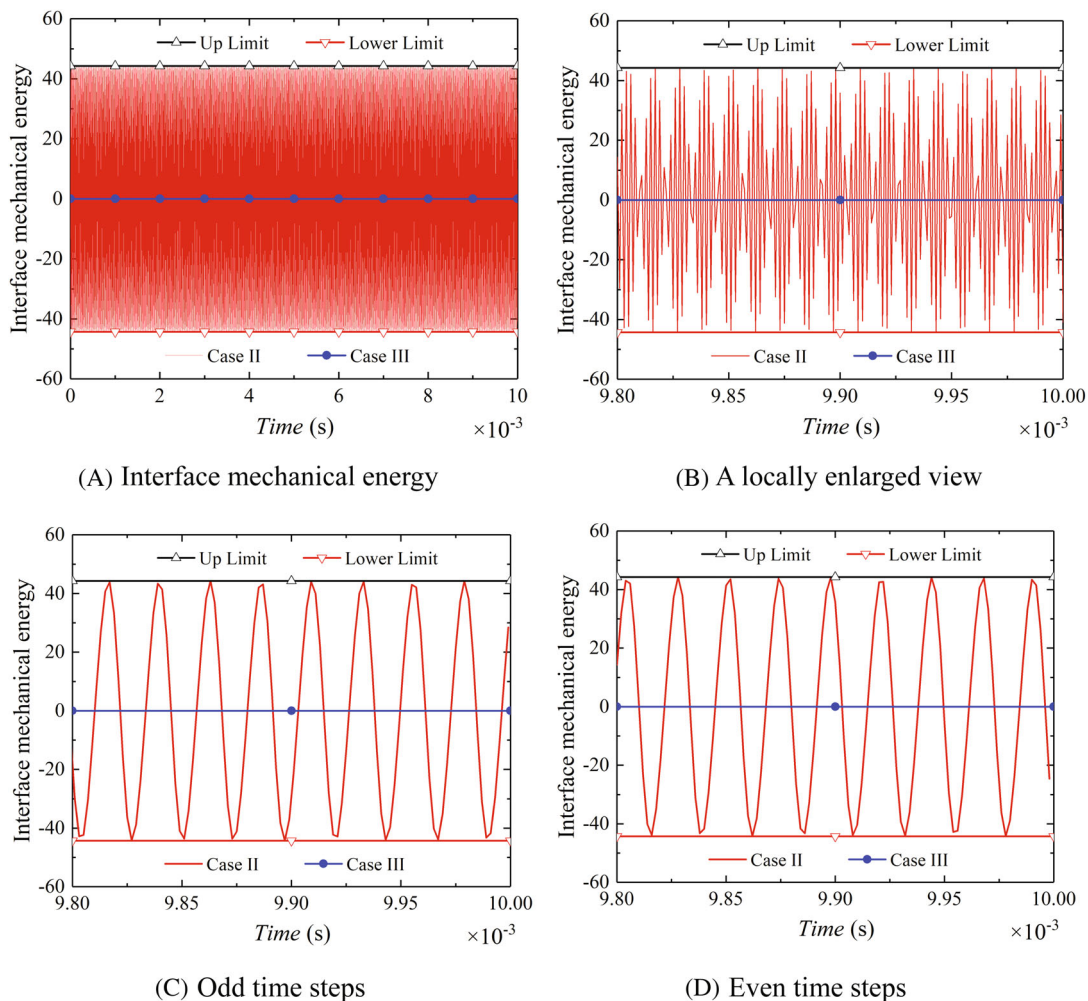 60
40
20
0
-20
-40
-60
Interface mechanical energy
Up Limit
Lower Limit
Case II
Case III
0
2
4
6
8
10
Time (s)
×10-3
(A) Interface mechanical energy
60
40
20
0
-20
-40
-60
Interface mechanical energy
Up Limit
Lower Limit
Case II
Case III
9.80
9.85
9.90
9.95
10.00
Time (s)
×10-3
(B) A locally enlarged view
60
40
20
0
-20
-40
-60
Interface mechanical energy
Up Limit
Lower Limit
Case II
Case III
9.80
9.85
9.90
9.95
10.00
Time (s)
×10-3
(C) Odd time steps
60
40
20
0
-20
-40
-60
Interface mechanical energy
Up Limit
Lower Limit
Case II
Case III
9.80
9.85
9.90
9.95
10.00
Time (s)
×10-3
(D) Even time steps